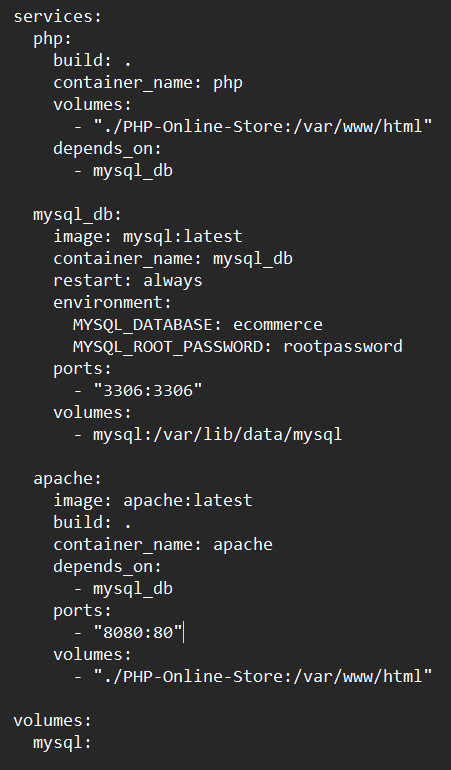 services:
  php:
    build: .
    container_name: php
    volumes:
      - "./PHP-Online-Store:/var/www/html"
    depends_on:
      - mysql_db

  mysql_db:
    image: mysql:latest
    container_name: mysql_db
    restart: always
    environment:
      MYSQL_DATABASE: ecommerce
      MYSQL_ROOT_PASSWORD: rootpassword
    ports:
      - "3306:3306"
    volumes:
      - mysql:/var/lib/data/mysql

  apache:
    image: apache:latest
    build: .
    container_name: apache
    depends_on:
      - mysql_db
    ports:
      - "8080:80"
    volumes:
      - "./PHP-Online-Store:/var/www/html"

volumes:
  mysql: